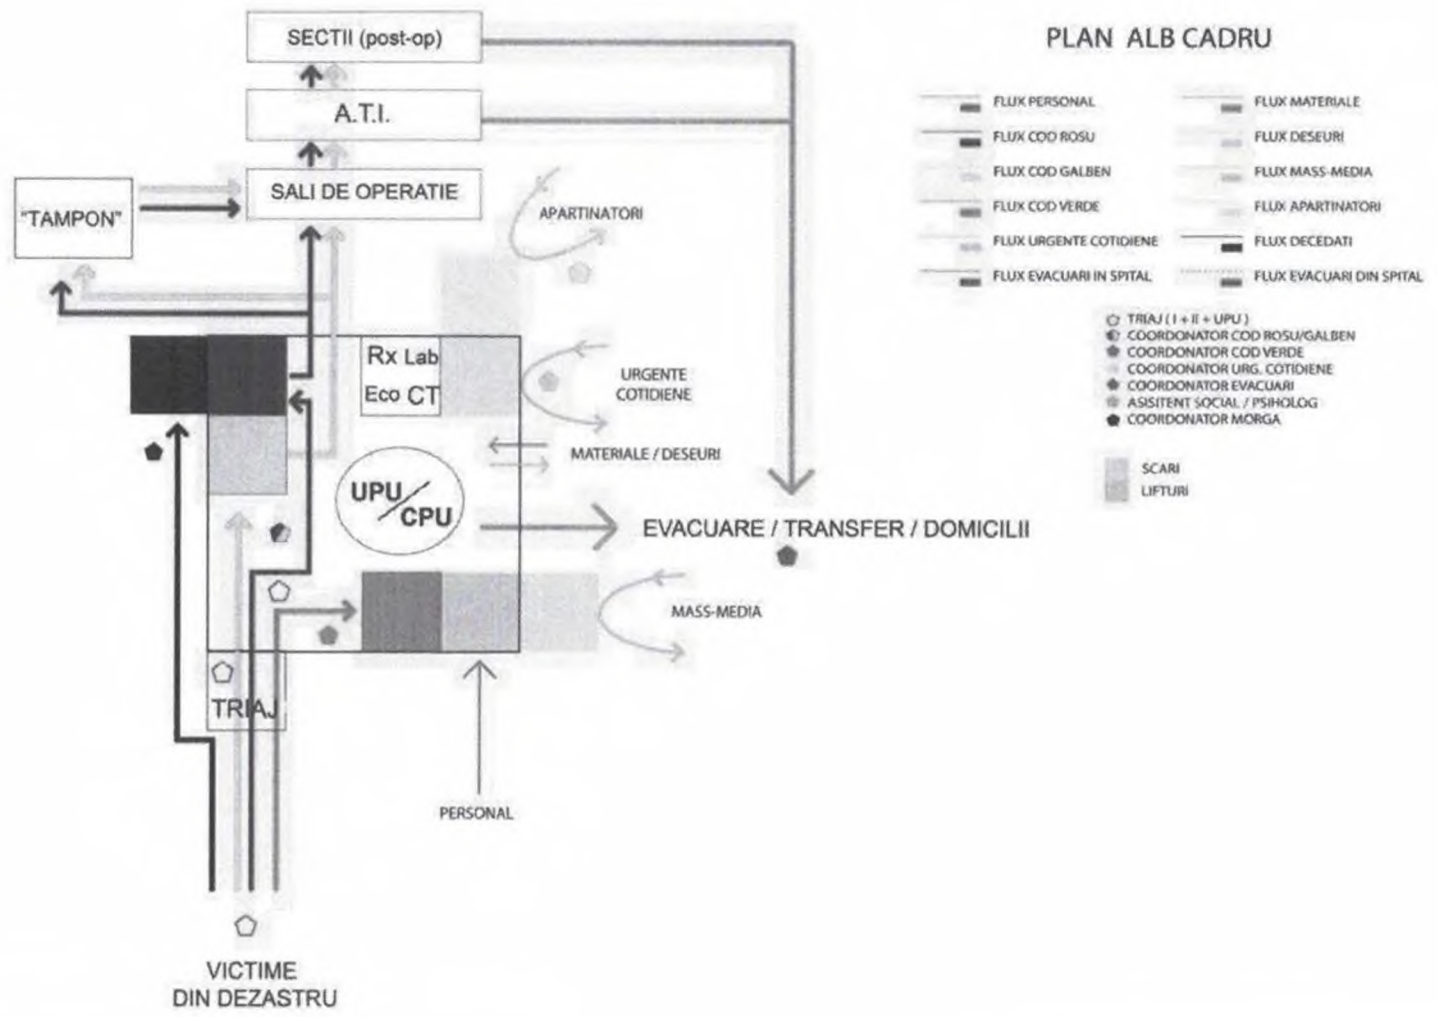 SECTII (post-op)
A.T.I.
SALI DE OPERATIE
"TAMPON"
APARTINATORI
Rx Lab
Eco CT
URGENTE
COTIDIENE
MATERIALE / DESEURI
UPU/
CPU
EVACUARE / TRANSFER / DOMICILII
MASS-MEDIA
TRIAJ
PERSONAL
VICTIME
DIN DEZASTRU
PLAN ALB CADRU
FLUX PERSONAL
FLUX COD ROSU
FLUX COD GALBEN
FLUX COD VERDE
FLUX URGENTE COTIDIENE
FLUX EVACUARI IN SPITAL
FLUX MATERIALE
FLUX DESEURI
FLUX MASS-MEDIA
FLUX APARTINATORI
FLUX DECEDATI
FLUX EVACUARI DIN SPITAL
TRIAJ ( I + II + UPU )
COORDONATOR COD ROSU/GALBEN
COORDONATOR COD VERDE
COORDONATOR URG. COTIDIENE
COORDONATOR EVACUARI
ASISITENT SOCIAL / PSIHOLOG
COORDONATOR MORGA
SCARI
LIFTURI